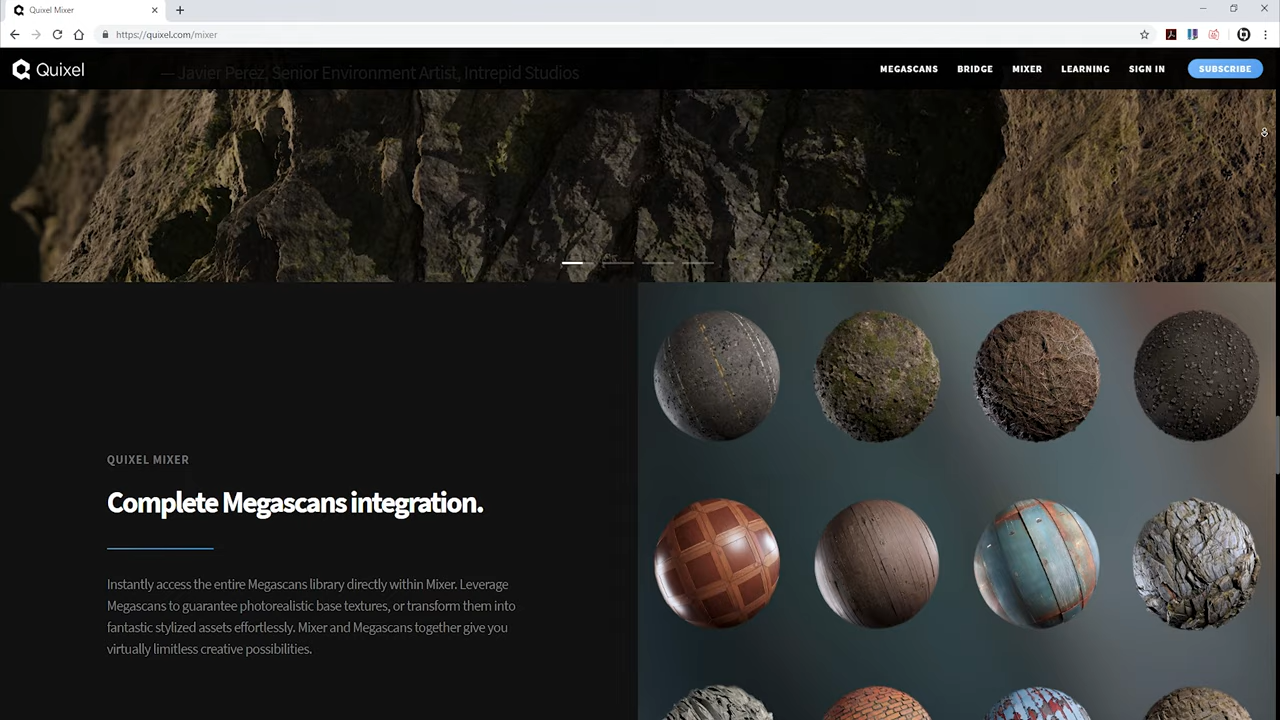 Quixel Mixer
https://quixel.com/mixer
Quixel
— Javier Perez, Senior Environment Artist, Intrepid Studios
MEGASCANS
BRIDGE
MIXER
LEARNING
SIGN IN
SUBSCRIBE
QUIXEL MIXER
Complete Megascans integration.
Instantly access the entire Megascans library directly within Mixer. Leverage
Megascans to guarantee photorealistic base textures, or transform them into
fantastic stylized assets effortlessly. Mixer and Megascans together give you
virtually limitless creative possibilities.